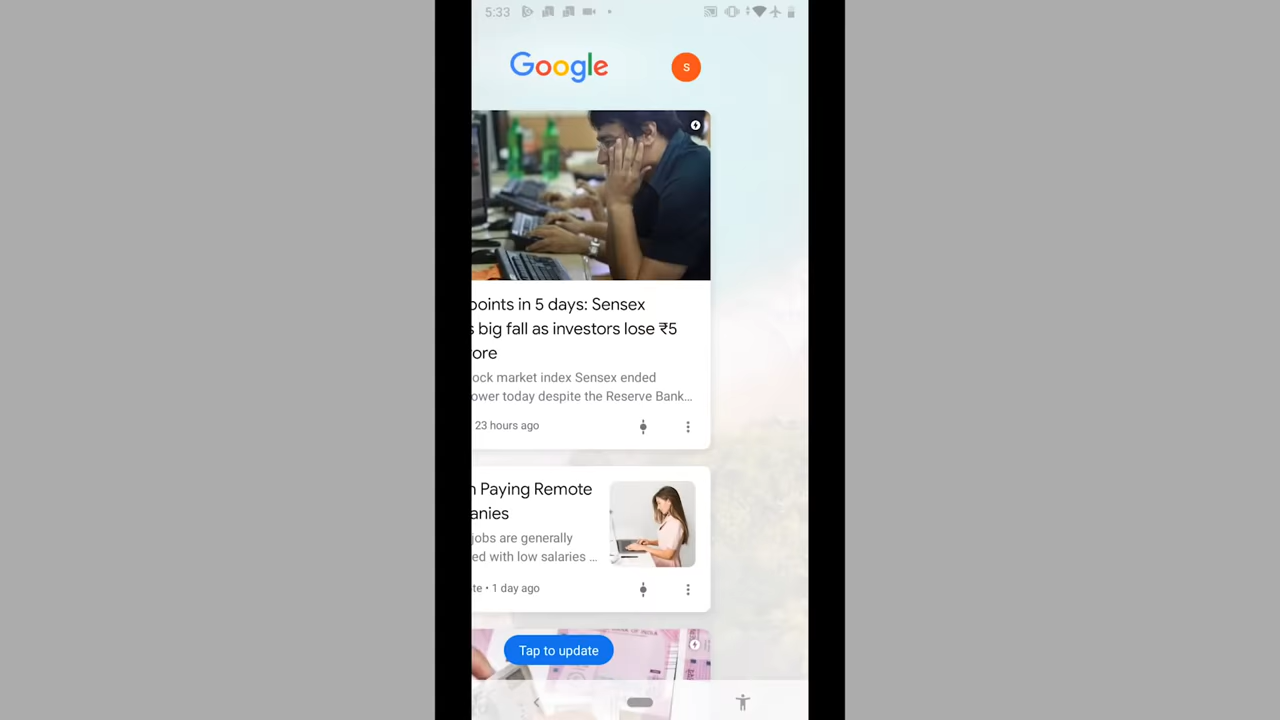 5:33
Google
S
points in 5 days: Sensex
s big fall as investors lose ₹5
ore
ock market index Sensex ended
ower today despite the Reserve Bank...
23 hours ago
n Paying Remote
anies
jobs are generally
ed with low salaries ...
te • 1 day ago
Tap to update